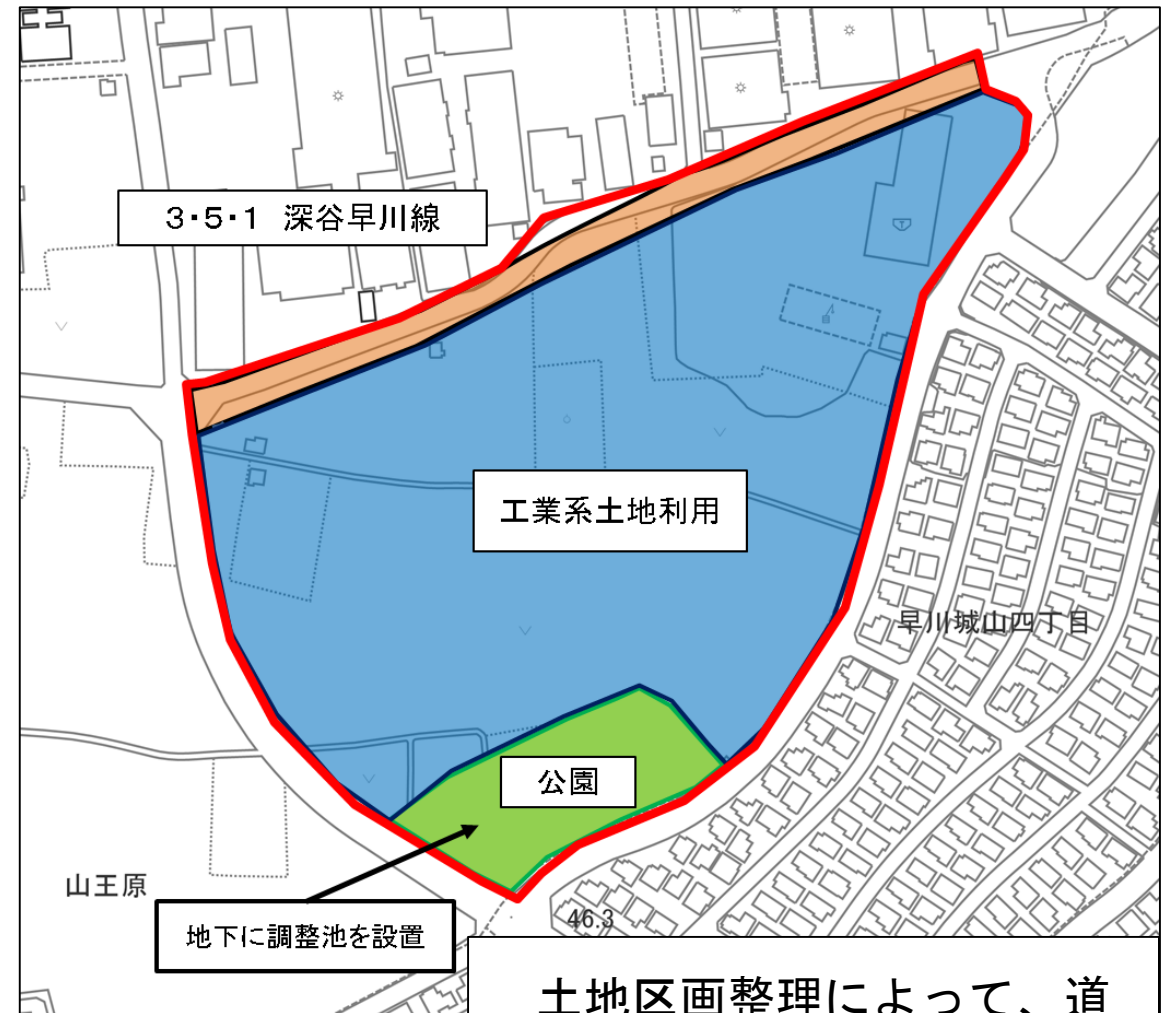 3・5・1 深谷早川線
工業系土地利用
早川城山四丁目
公園
山王原
地下に調整池を設置
46.3
土地区画整理によって、道